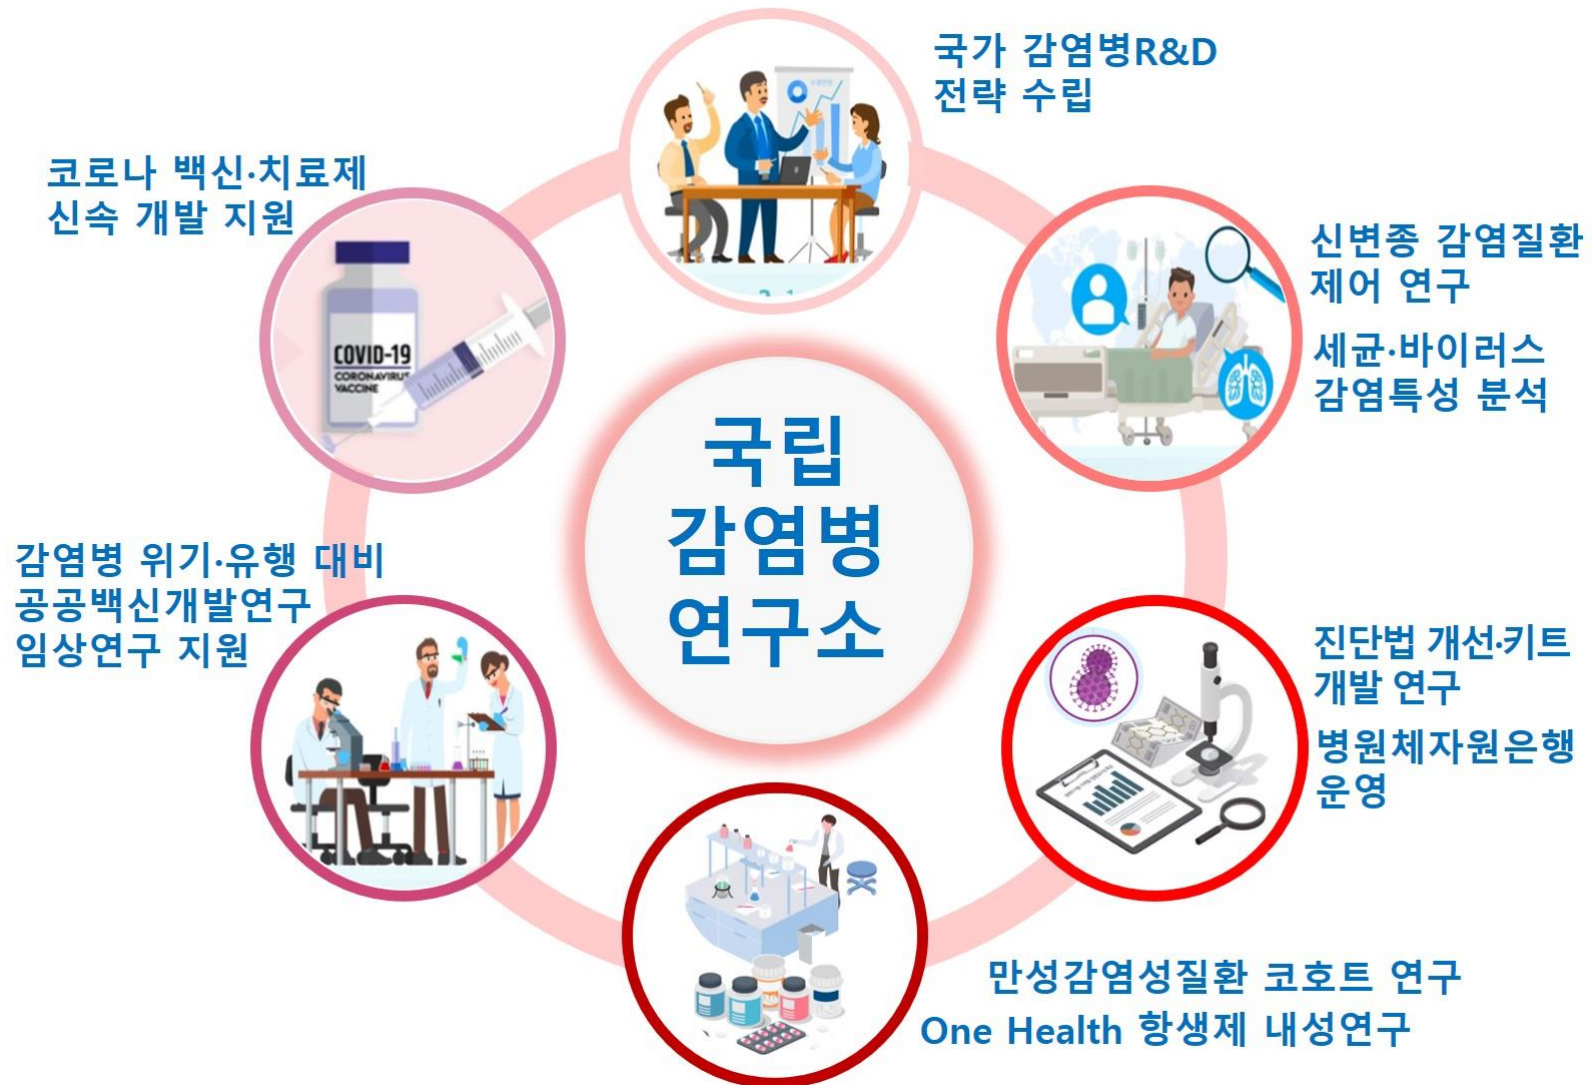 국가 감염병R&D
전략 수립
코로나 백신·치료제
신속 개발 지원
신변종 감염질환
제어 연구
세균·바이러스
감염특성 분석
COVID-19
CORONAVIRUS
VACCINE
국립
감염병
연구소
감염병 위기·유행 대비
공공백신개발연구
임상연구 지원
진단법 개선·키트
개발 연구
병원체자원은행
운영
만성감염성질환 코호트 연구
One Health 항생제 내성연구